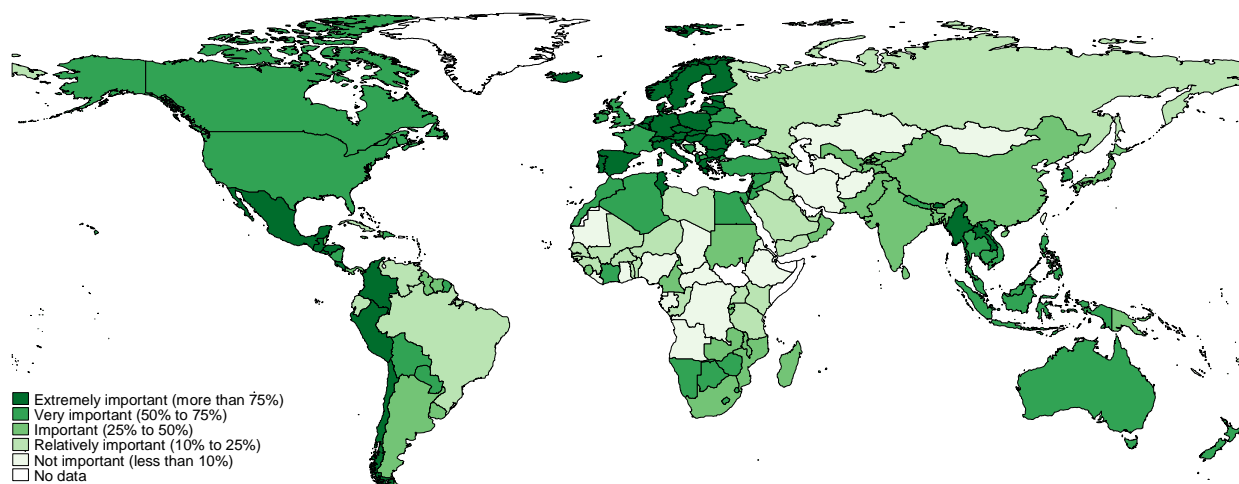 Extremely important (more than 75%)
Very important (50% to 75%)
Important (25% to 50%)
Relatively important (10% to 25%)
Not important (less than 10%)
No data